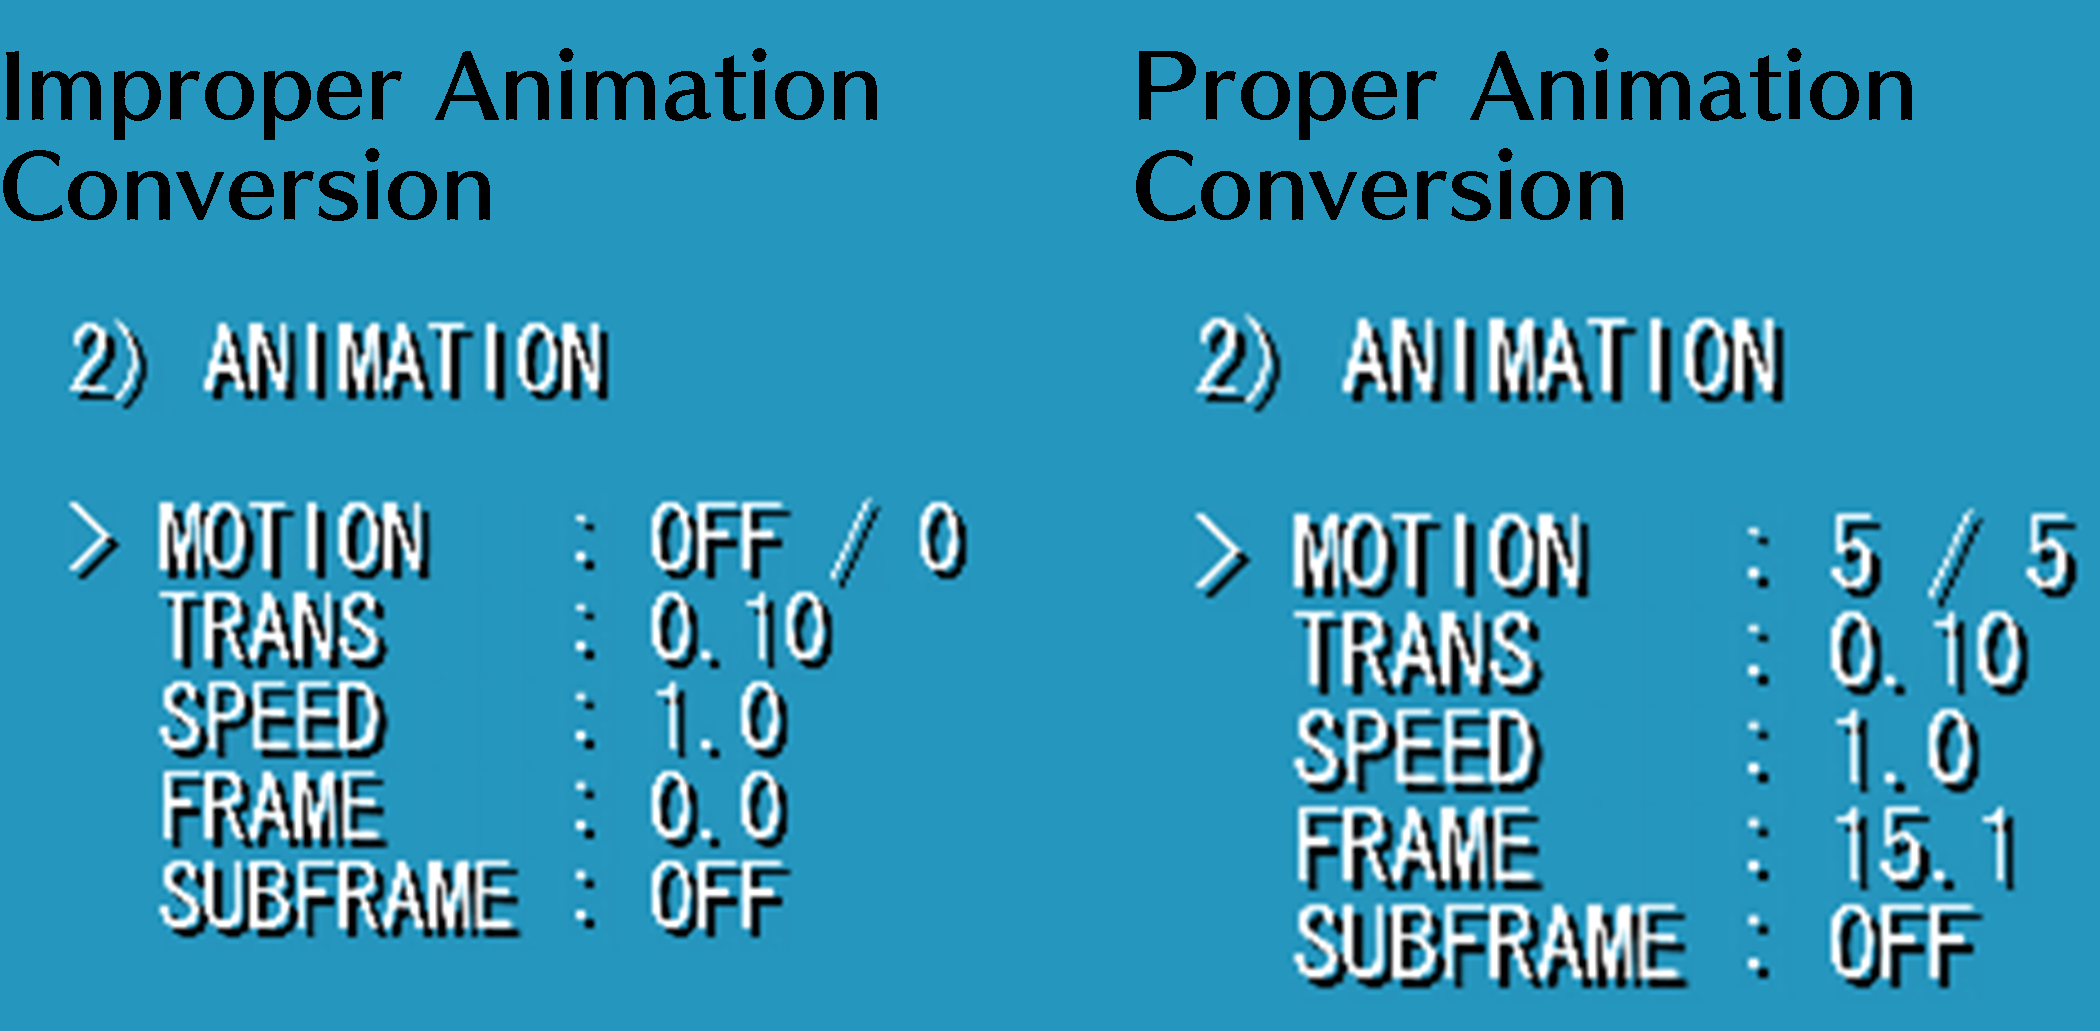 Improper Animation
Conversion
2) ANIMATION
> MOTION : OFF / 0
TRANS : 0.10
SPEED : 1.0
FRAME : 0.0
SUBFRAME : OFF
Proper Animation
Conversion
2) ANIMATION
> MOTION : 5 / 5
TRANS : 0.10
SPEED : 1.0
FRAME : 15.1
SUBFRAME : OFF